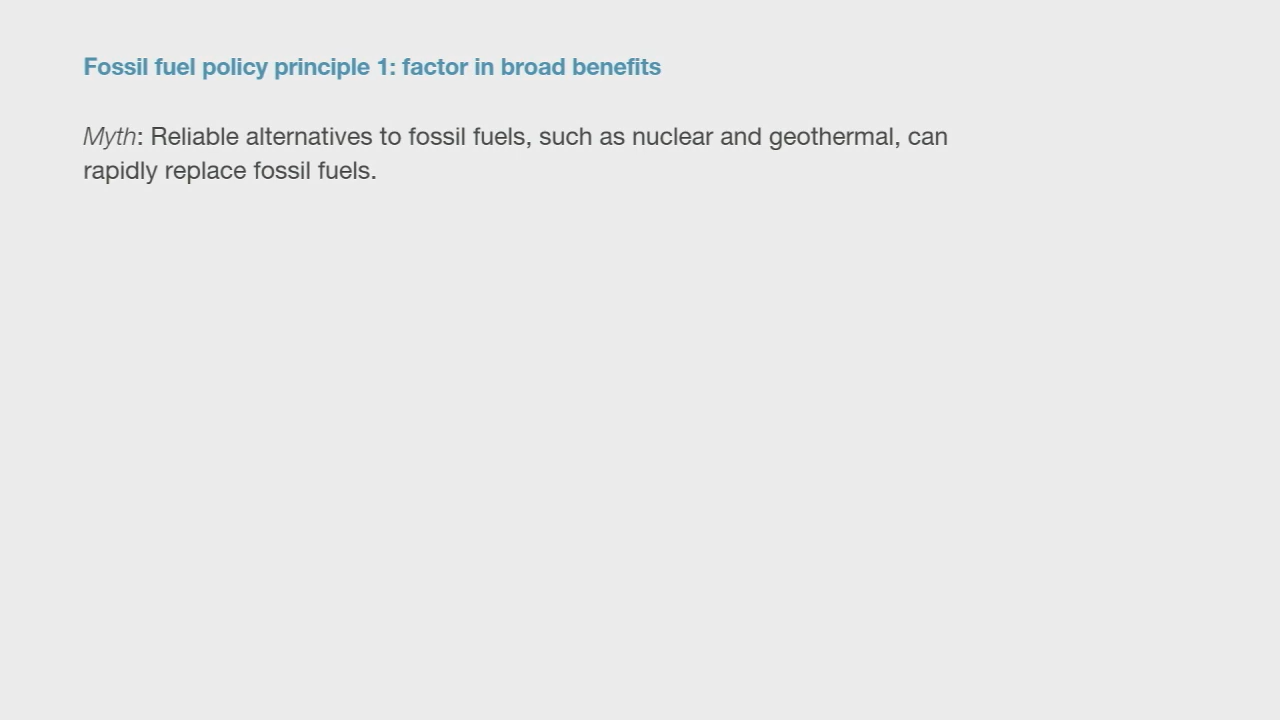 Fossil fuel policy principle 1: factor in broad benefits
Myth: Reliable alternatives to fossil fuels, such as nuclear and geothermal, can
rapidly replace fossil fuels.